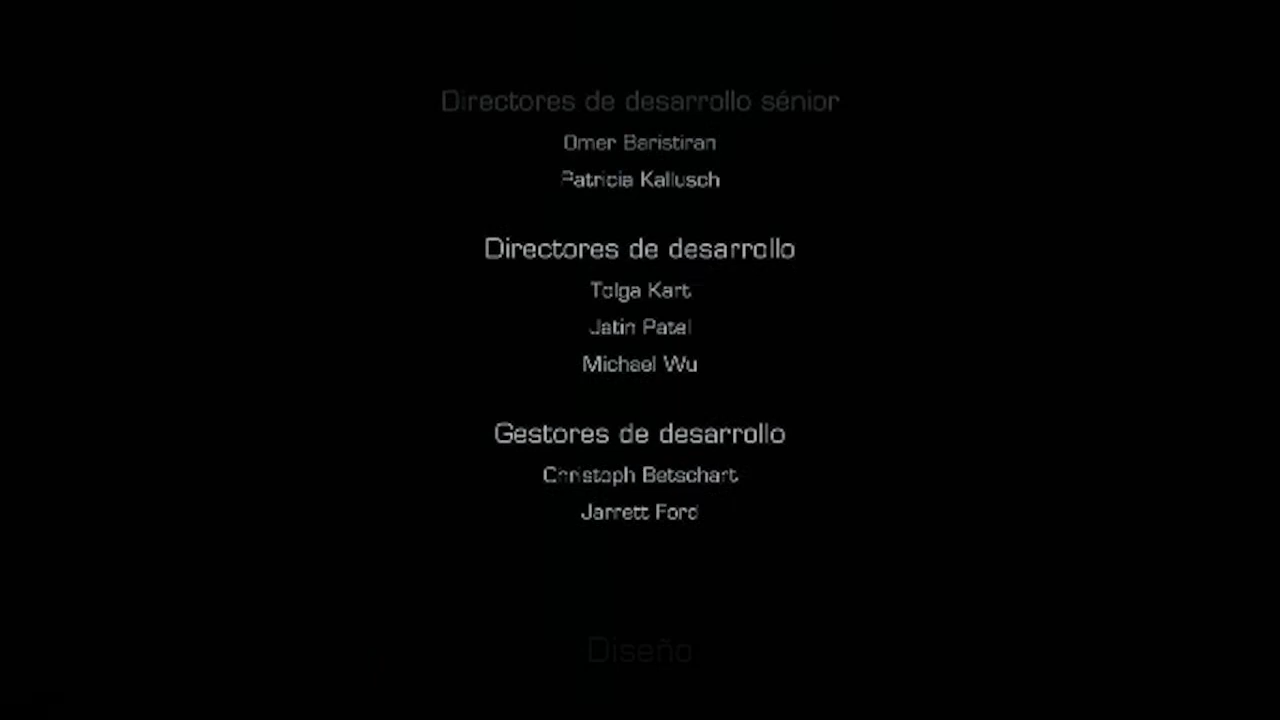 Directores de desarrollo sénior
Omer Baristiran
Patricia Kallusch
Directores de desarrollo
Tolga Kart
Jatin Patel
Michael Wu
Gestores de desarrollo
Christoph Betschart
Jarrett Ford
Diseño